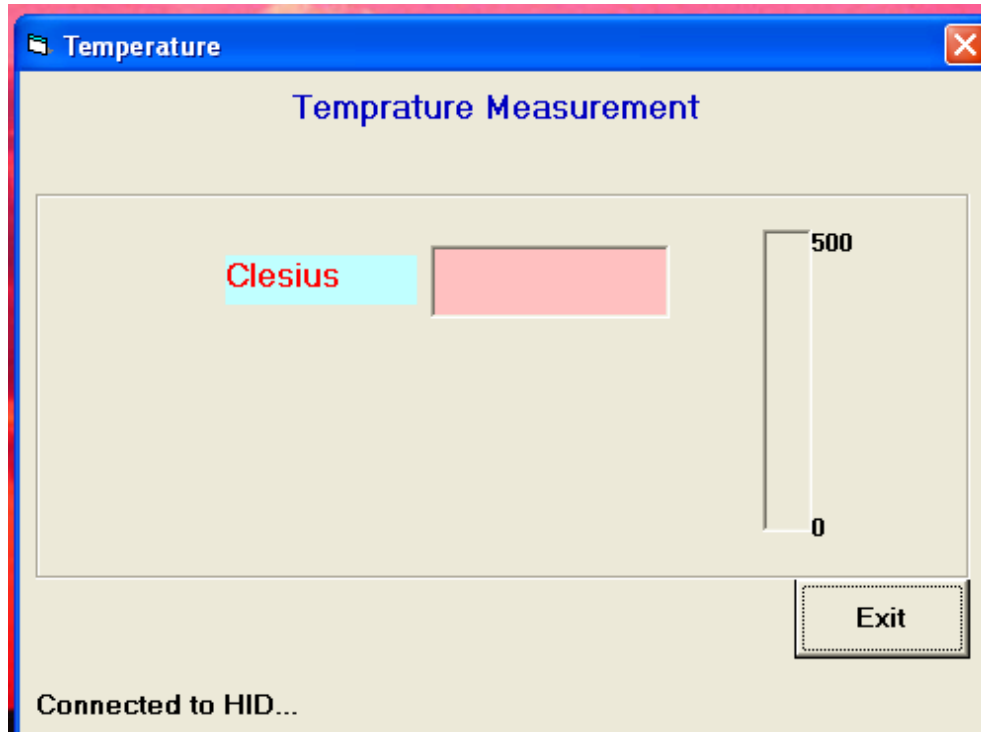 Temperature
Temprature Measurement
Clesius
500
0
Exit
Connected to HID...